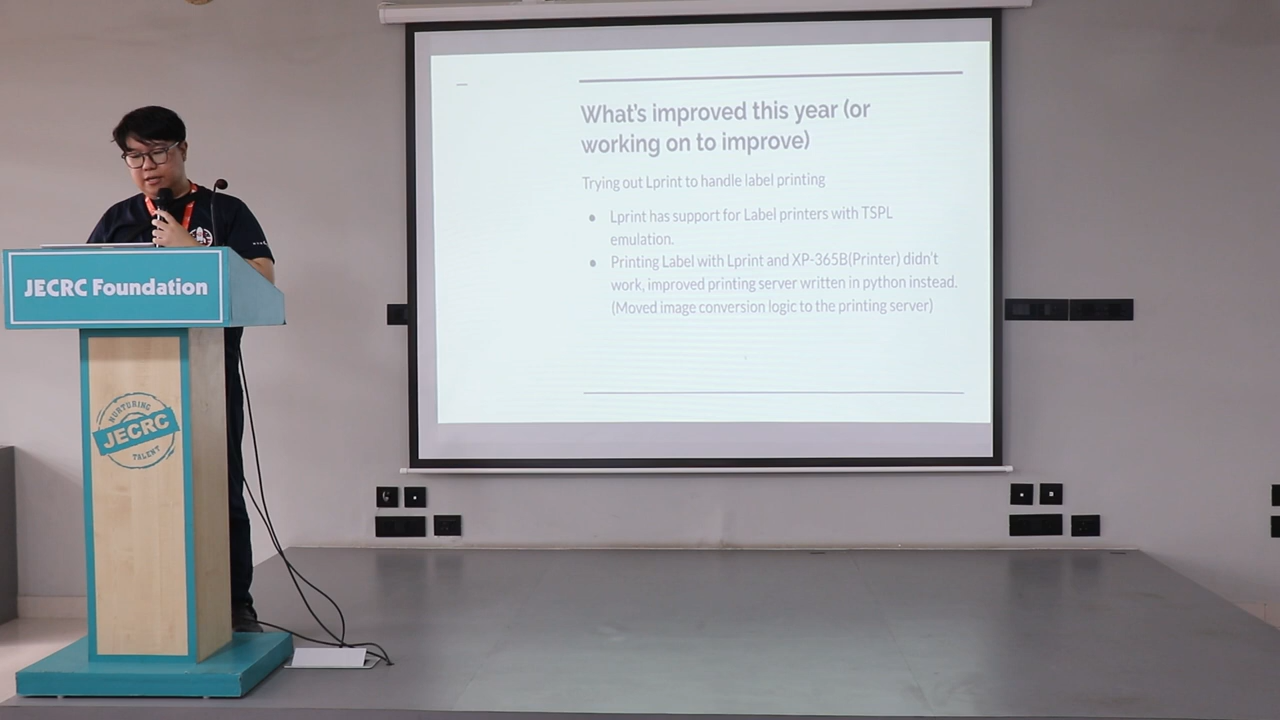 What's improved this year (or
working on to improve)
Trying out Lprint to handle label printing
● Lprint has support for Label printers with TSPL
emulation.
● Printing Label with Lprint and XP-365B(Printer) didn't
work, improved printing server written in python instead.
(Moved image conversion logic to the printing server)
JECRC Foundation
NURTURING
JECRC
TALENT